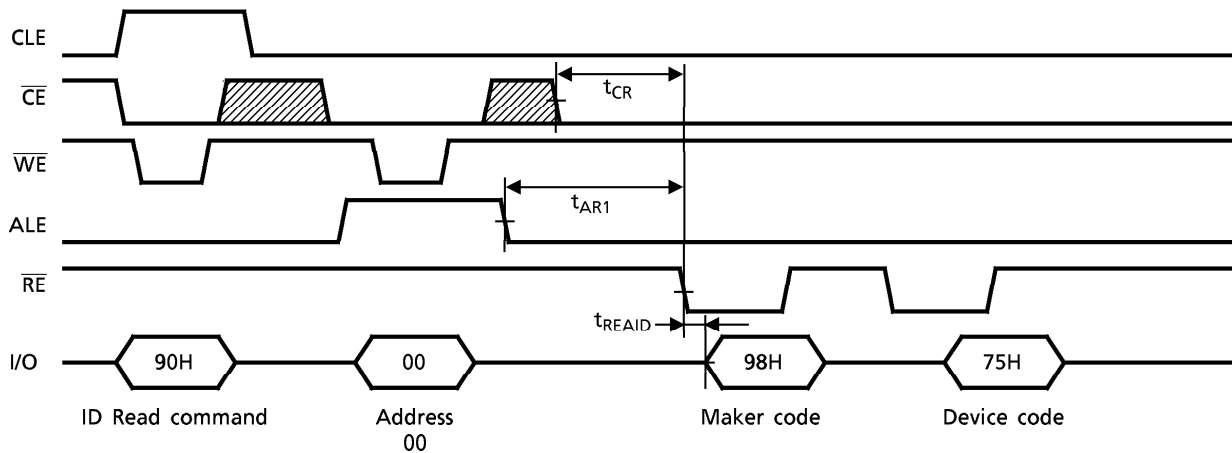 CLE
CE
tCR
WE
tAR1
ALE
RE
tREAID
I/O
90H
00
98H
75H
ID Read command
Address
00
Maker code
Device code